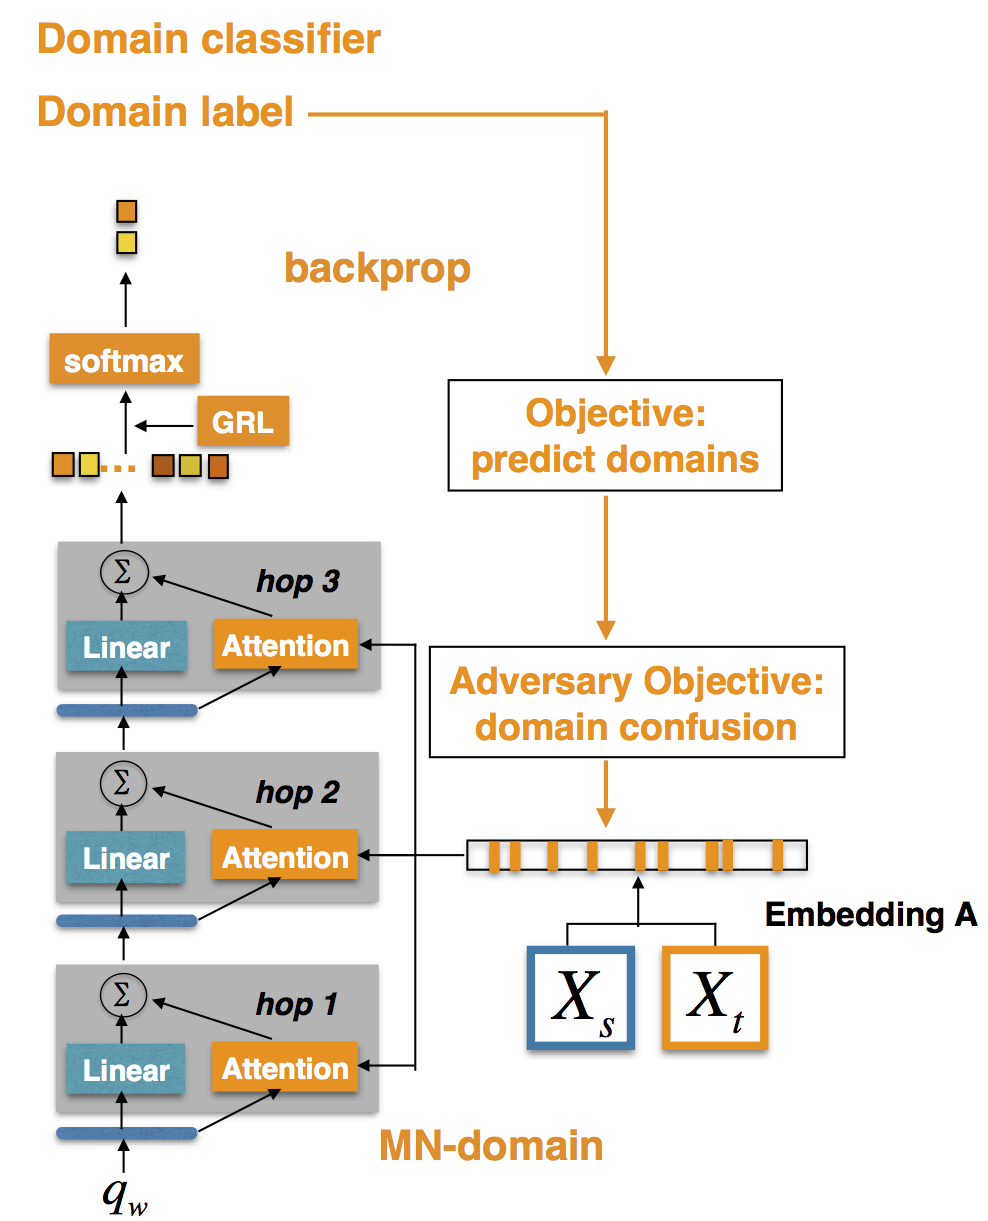 Domain classifier
Domain label
backprop
softmax
GRL
...
Objective:
predict domains
Σ
hop 3
Linear
Attention
Adversary Objective:
domain confusion
Σ
hop 2
Linear
Attention
Embedding A
Σ
hop 1
X_s
X_t
Linear
Attention
MN-domain
q_w